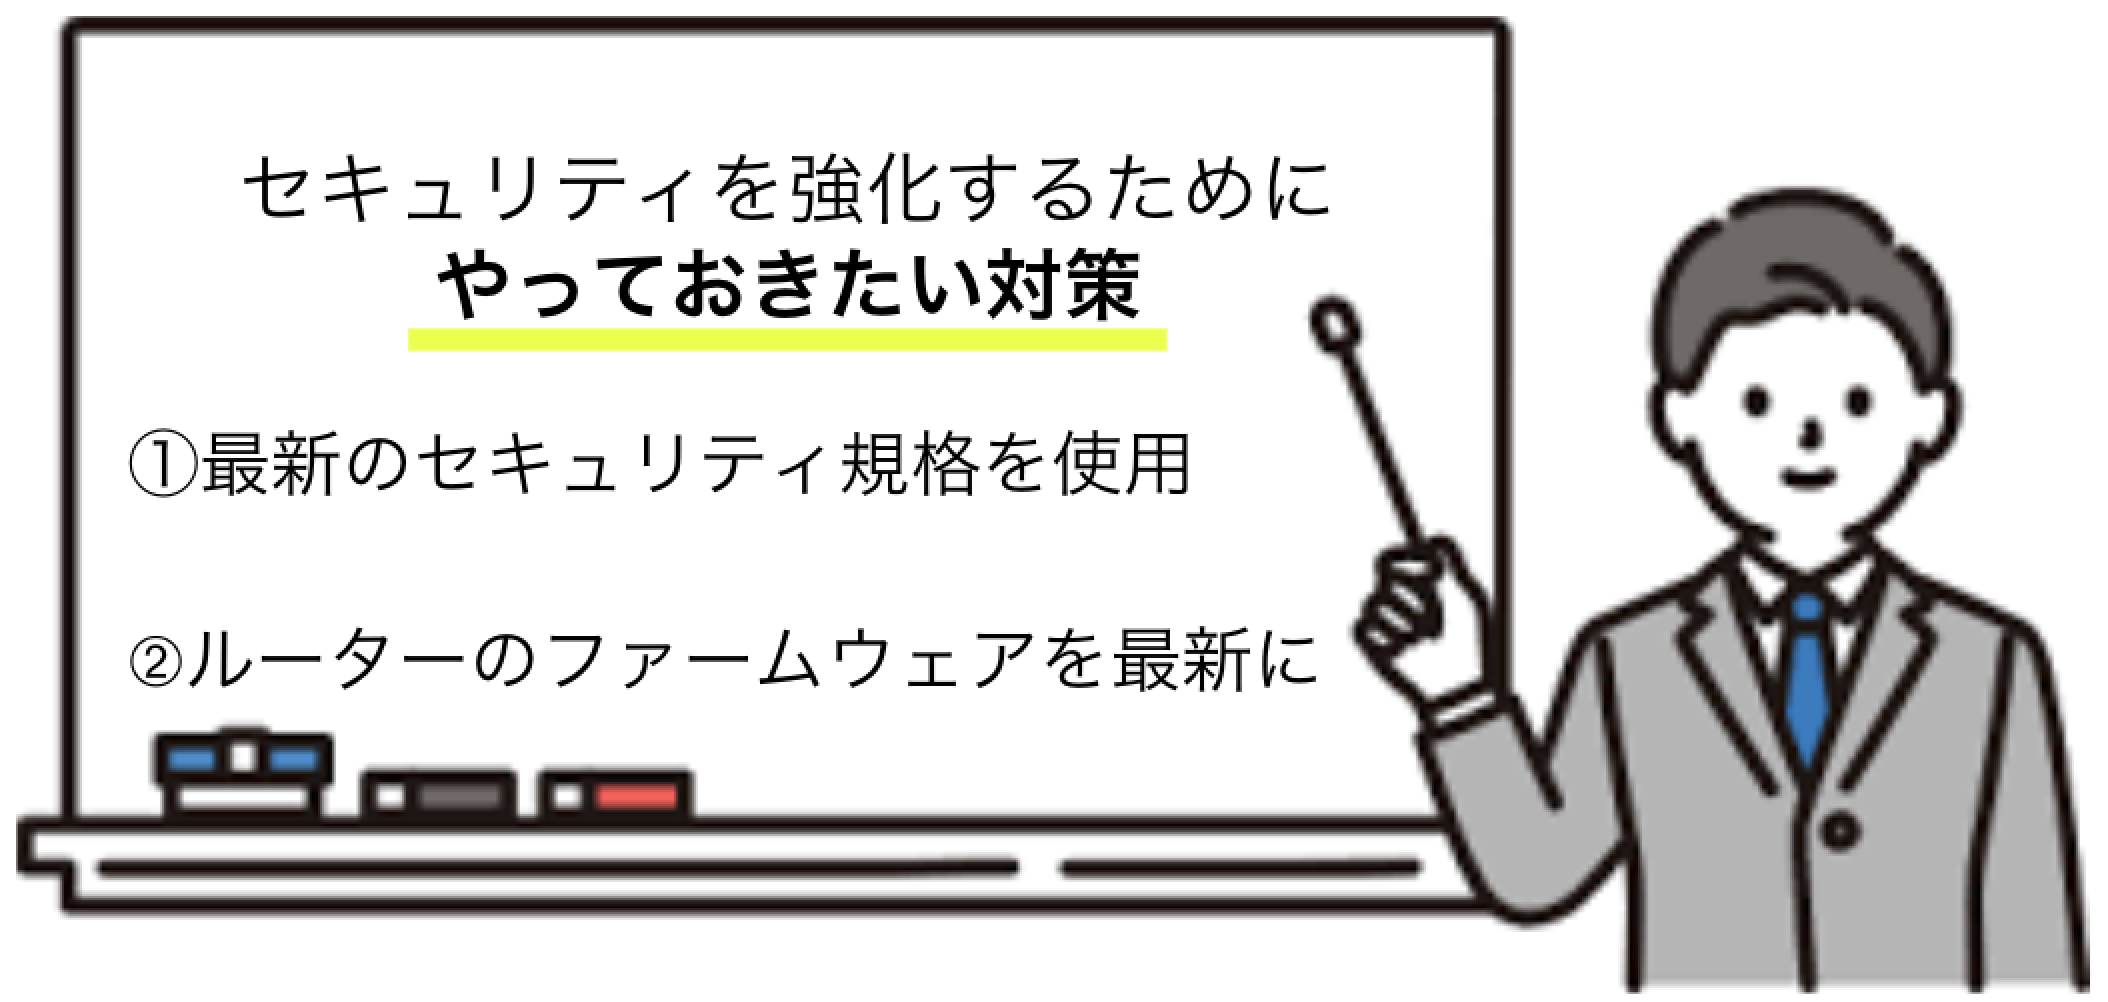 セキュリティを強化するために
やっておきたい対策
①最新のセキュリティ規格を使用
②ルーターのファームウェアを最新に